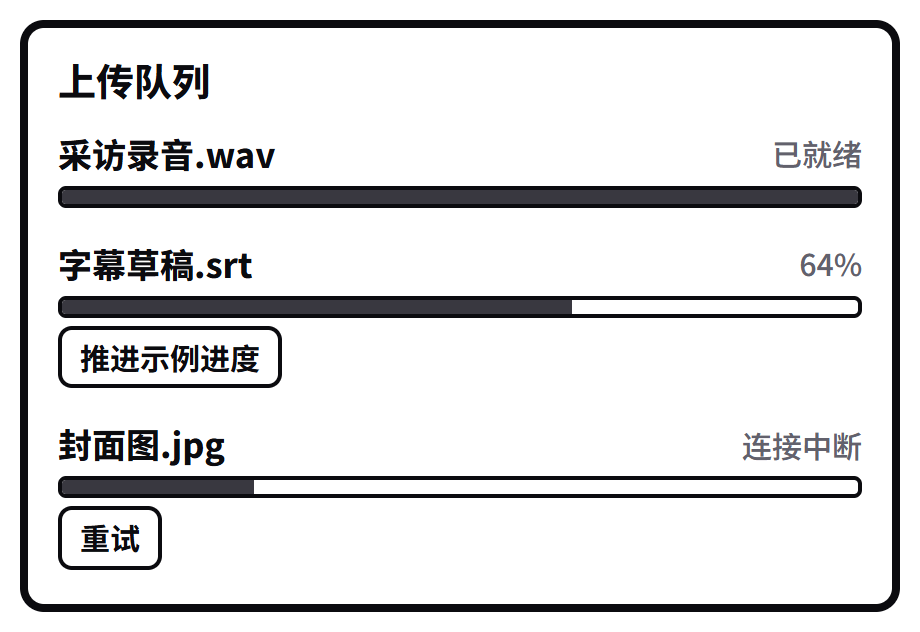 上传队列
采访录音.wav 已就绪
字幕草稿.srt 64%
推进示例进度
封面图.jpg 连接中断
重试